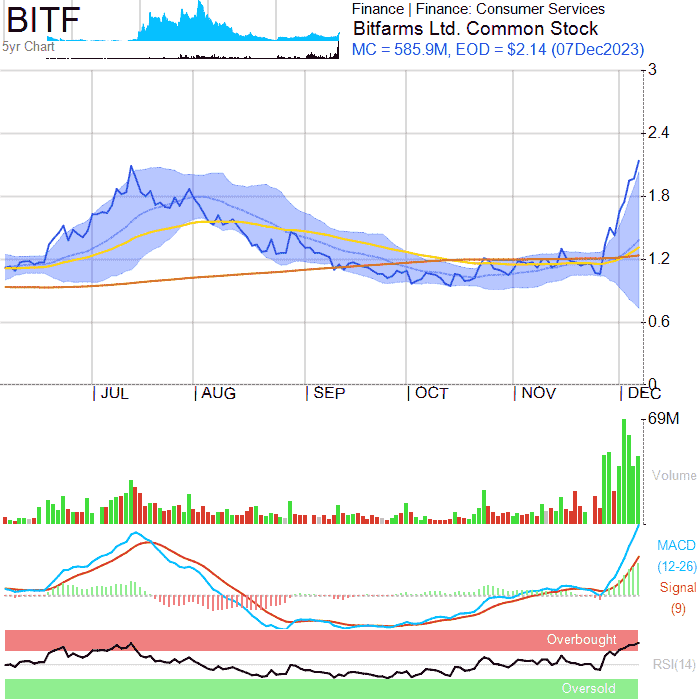 BITF
5yr Chart
Finance | Finance: Consumer Services
Bitfarms Ltd. Common Stock
MC = 585.9M, EOD = $2.14 (07Dec2023)
3
2.4
1.8
1.2
0.6
0
JUL AUG SEP OCT NOV DEC
69M
Volume
MACD
(12-26)
Signal
(9)
Overbought
RSI(14)
Oversold